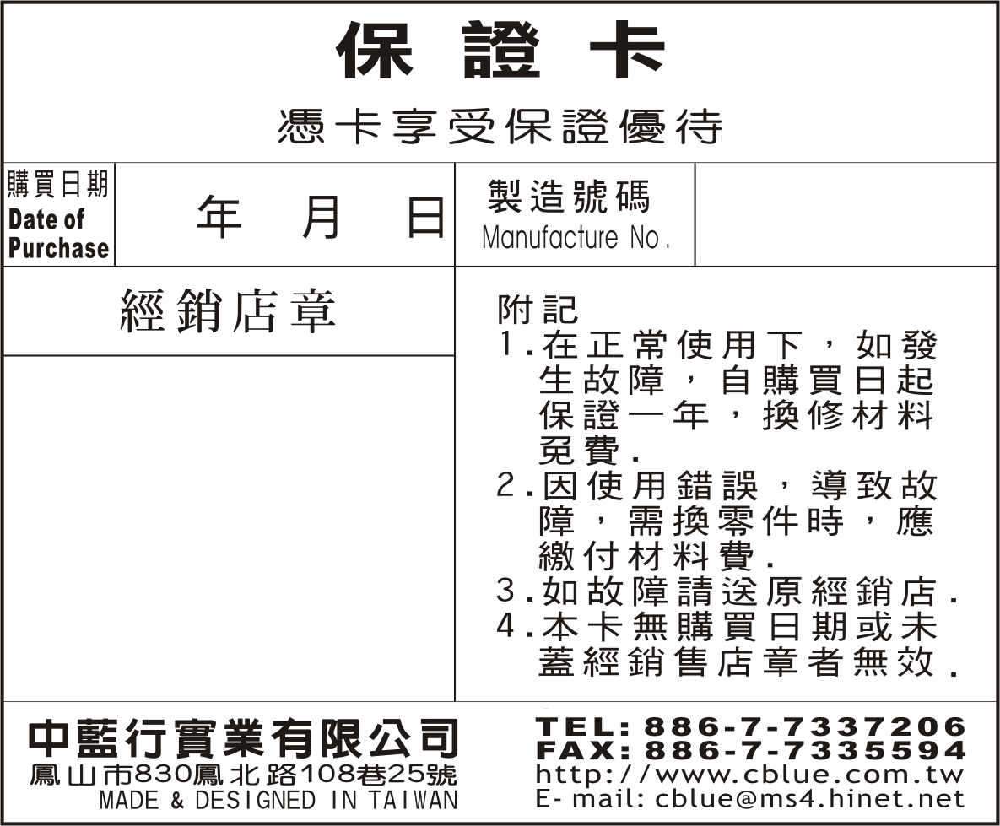 保證卡
憑卡享受保證優待
購買日期
Date of
Purchase
年 月 日
製造號碼
Manufacture No.
經銷店章
附記
1.在正常使用下，如發
生故障，自購買日起
保證一年，換修材料
免費.
2.因使用錯誤，導致故
障，需換零件時，應
繳付材料費.
3.如故障請送原經銷店.
4.本卡無購買日期或未
蓋經銷售店章者無效.
中藍行實業有限公司
鳳山市830鳳北路108巷25號
MADE & DESIGNED IN TAIWAN
TEL: 886-7-7337206
FAX: 886-7-7335594
http://www.cblue.com.tw
E-mail: cblue@ms4.hinet.net